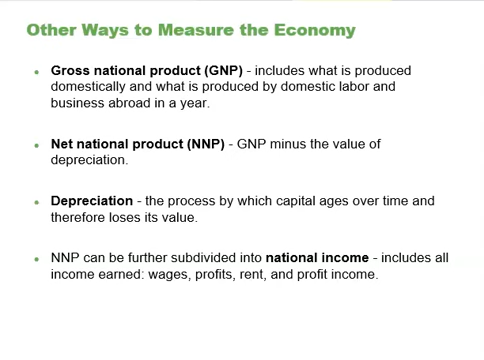 Other Ways to Measure the Economy
• Gross national product (GNP) - includes what is produced
domestically and what is produced by domestic labor and
business abroad in a year.
• Net national product (NNP) - GNP minus the value of
depreciation.
• Depreciation - the process by which capital ages over time and
therefore loses its value.
• NNP can be further subdivided into national income - includes all
income earned: wages, profits, rent, and profit income.